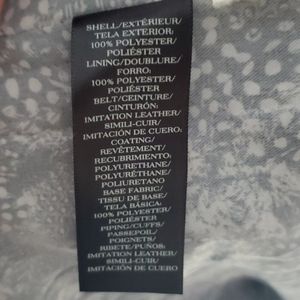 SHELL/EXTÉRIEUR/
TELA EXTERIOR:
100% POLYESTER/
POLIÉSTER
LINING/DOUBLURE/
FORRO:
100% POLYESTER/
POLIÉSTER
BELT/CEINTURE/
CINTURÓN:
IMITATION LEATHER/
SIMILI-CUIR/
IMITACIÓN DE CUERO:
COATING/
REVÊTEMENT/
RECUBRIMIENTO:
POLYURETHANE/
POLYURÉTHANE/
POLIURETANO
BASE FABRIC/
TISSU DE BASE/
TELA BÁSICA:
100% POLYESTER/
POLIÉSTER
PIPING/CUFFS/
PASSEPOIL/
POIGNETS/
RIBETE/PUÑOS:
IMITATION LEATHER/
SIMILI-CUIR/
IMITACIÓN DE CUERO